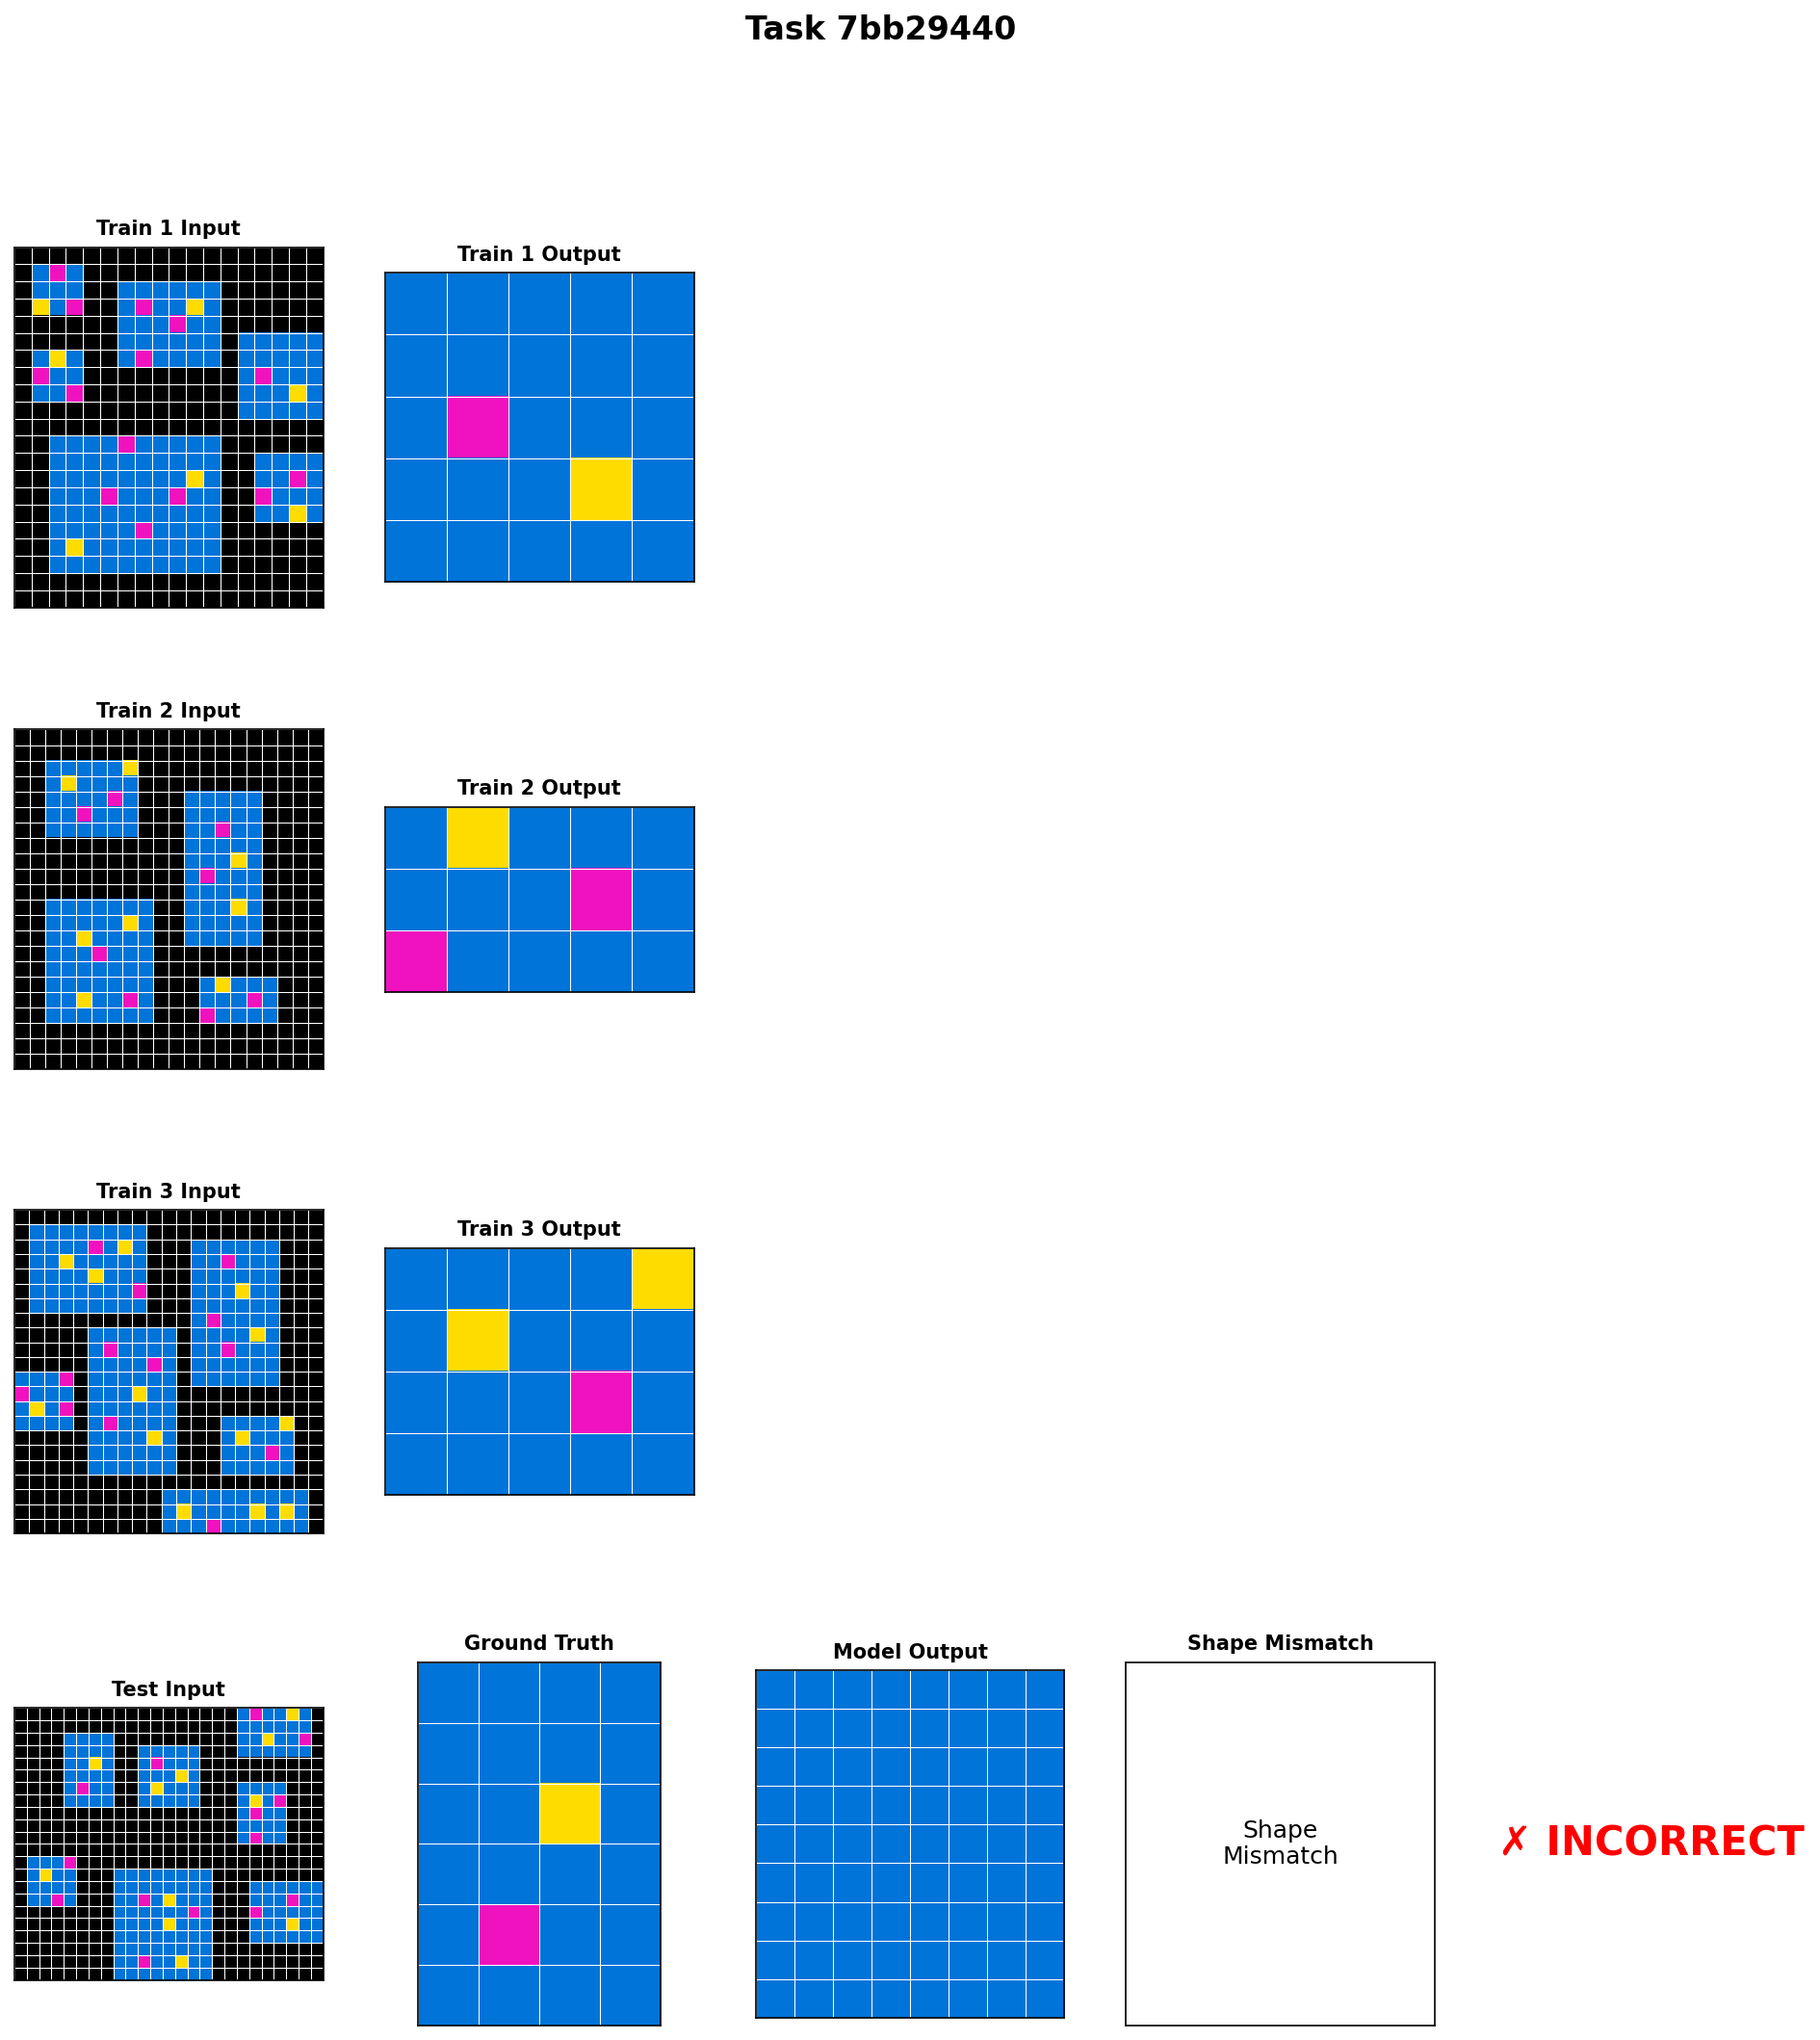 Task 7bb29440
Train 1 Input
Train 1 Output
Train 2 Input
Train 2 Output
Train 3 Input
Train 3 Output
Test Input
Ground Truth
Model Output
Shape Mismatch
Shape
Mismatch
✗ INCORRECT